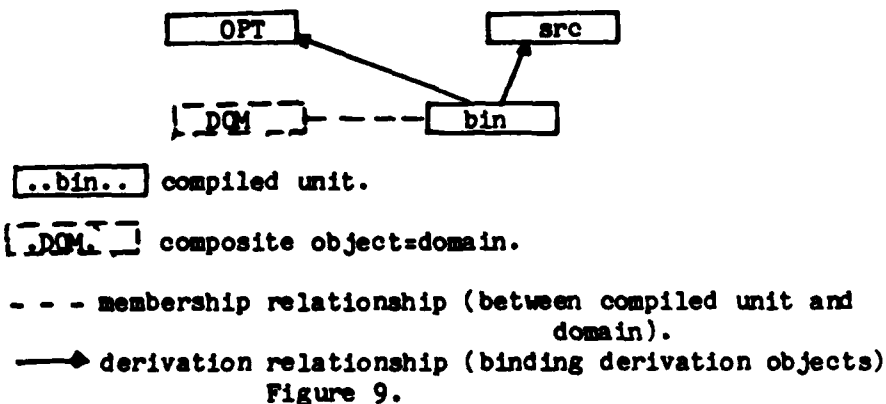 OPT src
DOM bin
..bin.. compiled unit.
.DOM. composite object=domain.
- - - membership relationship (between compiled unit and
domain).
derivation relationship (binding derivation objects)
Figure 9.